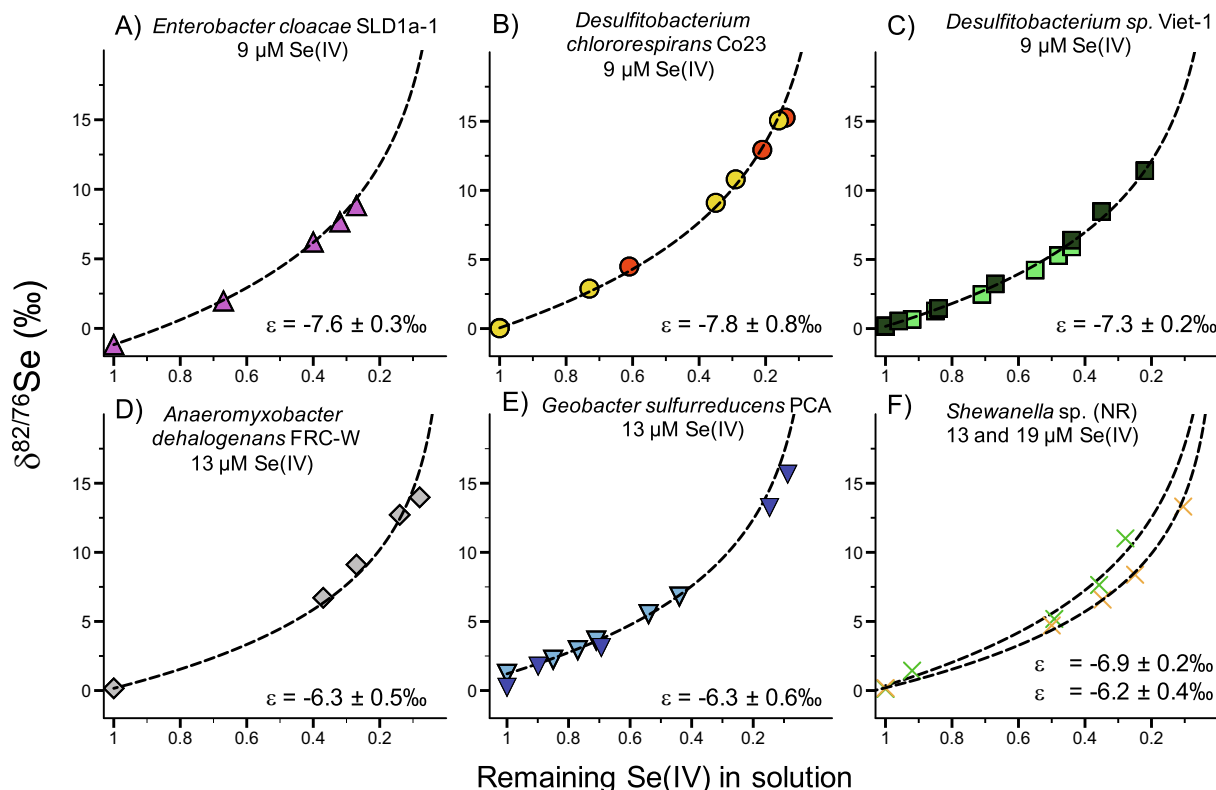 A) Enterobacter cloacae SLD1a-1
9 µM Se(IV)
ε = -7.6 ± 0.3‰
15
10
5
0
1 0.8 0.6 0.4 0.2
B) Desulfitobacterium
chlororespirans Co23
9 µM Se(IV)
ε = -7.8 ± 0.8‰
15
10
5
0
1 0.8 0.6 0.4 0.2
C) Desulfitobacterium sp. Viet-1
9 µM Se(IV)
ε = -7.3 ± 0.2‰
15
10
5
0
1 0.8 0.6 0.4 0.2
δ82/76Se (‰)
D) Anaeromyxobacter
dehalogenans FRC-W
13 µM Se(IV)
ε = -6.3 ± 0.5‰
15
10
5
0
1 0.8 0.6 0.4 0.2
E) Geobacter sulfurreducens PCA
13 µM Se(IV)
ε = -6.3 ± 0.6‰
15
10
5
0
1 0.8 0.6 0.4 0.2
F) Shewanella sp. (NR)
13 and 19 µM Se(IV)
ε = -6.9 ± 0.2‰
ε = -6.2 ± 0.4‰
15
10
5
0
1 0.8 0.6 0.4 0.2
Remaining Se(IV) in solution